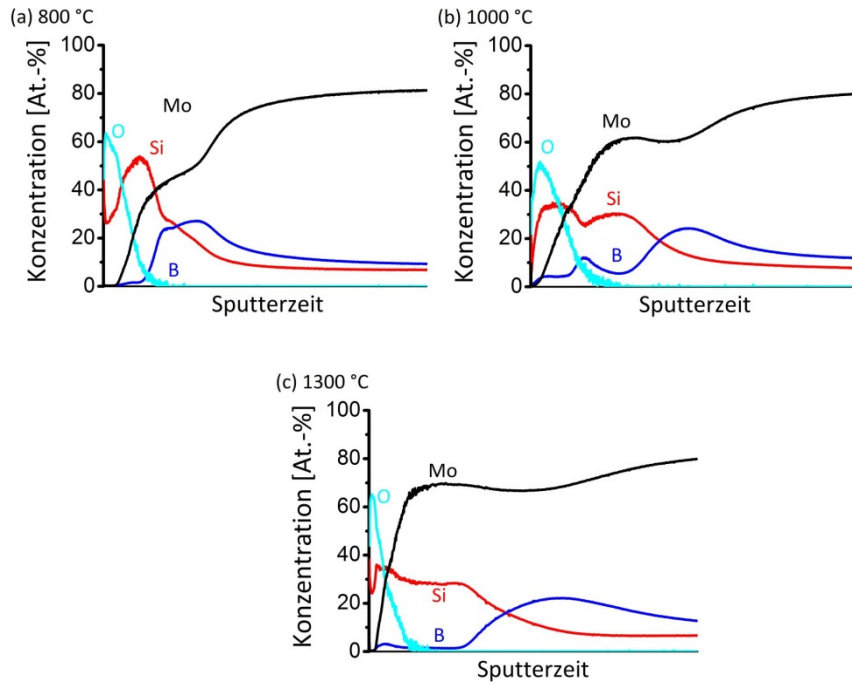 (a) 800 °C
(b) 1000 °C
Konzentration [At.-%]
100
80
60
40
20
0
Mo
O
Si
B
Sputterzeit
Konzentration [At.-%]
100
80
60
40
20
0
Mo
O
Si
B
Sputterzeit
(c) 1300 °C
Konzentration [At.-%]
100
80
60
40
20
0
Mo
O
Si
B
Sputterzeit